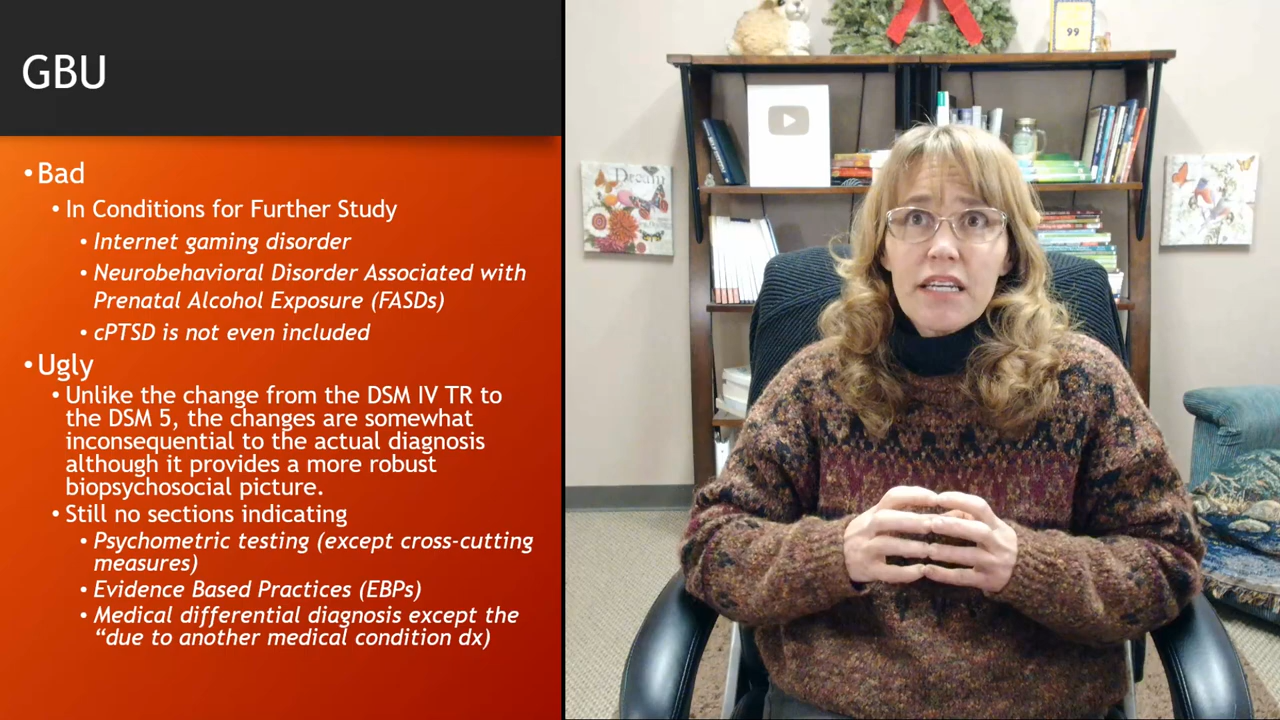 GBU
• Bad
• In Conditions for Further Study
• Internet gaming disorder
• Neurobehavioral Disorder Associated with
Prenatal Alcohol Exposure (FASDs)
• cPTSD is not even included
• Ugly
• Unlike the change from the DSM IV TR to
the DSM 5, the changes are somewhat
inconsequential to the actual diagnosis
although it provides a more robust
biopsychosocial picture.
• Still no sections indicating
• Psychometric testing (except cross-cutting
measures)
• Evidence Based Practices (EBPs)
• Medical differential diagnosis except the
“due to another medical condition dx)
Dream
99